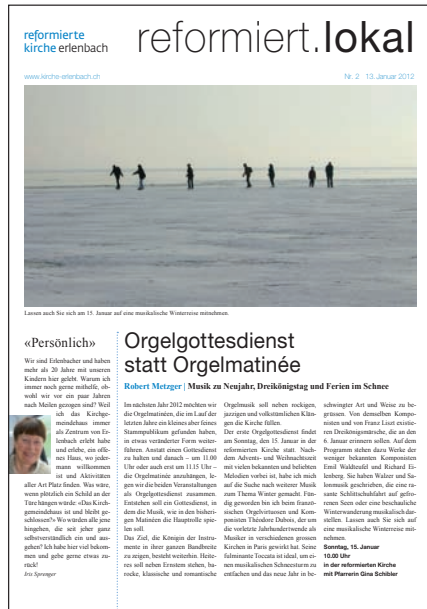 reformierte
kirche erlenbach
reformiert.lokal
www.kirche-erlenbach.ch
Nr. 2 13. Januar 2012
Lassen auch Sie sich am 15. Januar auf eine musikalische Winterreise mitnehmen.
«Persönlich»
Wir sind Erlenbacher und haben
mehr als 20 Jahre mit unseren
Kindern hier gelebt. Warum ich
immer noch gerne mithelfe, ob-
wohl wir vor ein paar Jahren
nach Meilen gezogen sind? Weil
ich das Kirchge-
meindehaus immer
als Zentrum von Er-
lenbach erlebt habe
und erlebe, ein offe-
nes Haus, wo jeder-
mann willkommen
ist und Aktivitäten
aller Art Platz finden. Was wäre,
wenn plötzlich ein Schild an der
Türe hängen würde: «Das Kirch-
gemeindehaus ist und bleibt ge-
schlossen!» Wo würden alle jene
hingehen, die seit jeher ganz
selbstverständlich ein und aus-
gehen? Ich habe hier viel bekom-
men und gebe gerne etwas zu-
rück!
Iris Sprenger
Orgelgottesdienst
statt Orgelmatinée
Robert Metzger | Musik zu Neujahr, Dreikönigstag und Ferien im Schnee
Im nächsten Jahr 2012 möchten wir
die Orgelmatinéen, die im Lauf der
letzten Jahre ein kleines aber feines
Stammpublikum gefunden haben,
in etwas veränderter Form weiter-
führen. Anstatt einen Gottesdienst
zu halten und danach – um 11.00
Uhr oder auch erst um 11.15 Uhr –
die Orgelmatinée anzuhängen, le-
gen wir die beiden Veranstaltungen
als Orgelgottesdienst zusammen.
Entstehen soll ein Gottesdienst, in
dem die Musik, wie in den bisheri-
gen Matinéen die Hauptrolle spie-
len soll.
Das Ziel, die Königin der Instru-
mente in ihrer ganzen Bandbreite
zu zeigen, besteht weiterhin. Heite-
res soll neben Ernstem stehen, ba-
rocke, klassische und romantische
Orgelmusik soll neben rockigen,
jazzigen und volkstümlichen Klän-
gen die Kirche füllen.
Der erste Orgelgottesdienst findet
am Sonntag, den 15. Januar in der
reformierten Kirche statt. Nach-
dem Advents- und Weihnachtszeit
mit vielen bekannten und beliebten
Melodien vorbei ist, habe ich mich
auf die Suche nach weiterer Musik
zum Thema Winter gemacht. Fün-
dig geworden bin ich beim franzö-
sischen Orgelvirtuosen und Kom-
ponisten Théodore Dubois, der um
die vorletzte Jahrhundertwende als
Musiker in verschiedenen grossen
Kirchen in Paris gewirkt hat. Seine
fulminante Toccata ist ideal, um ei-
nen musikalischen Schneesturm zu
entfachen und das neue Jahr in be-
schwingter Art und Weise zu be-
grüssen. Von demselben Kompo-
nisten und von Franz Liszt existie-
ren Dreikönigsmärsche, die an den
6. Januar erinnern sollen. Auf dem
Programm stehen dazu Werke der
weniger bekannten Komponisten
Emil Waldteufel und Richard Ei-
lenberg. Sie haben Walzer und Sa-
lonmusik geschrieben, die eine ra-
sante Schlittschuhfahrt auf gefro-
renen Seen oder eine beschauliche
Winterwanderung musikalisch dar-
stellen. Lassen auch Sie sich auf
eine musikalische Winterreise mit-
nehmen.
Sonntag, 15. Januar
10.00 Uhr
in der reformierten Kirche
mit Pfarrerin Gina Schibler